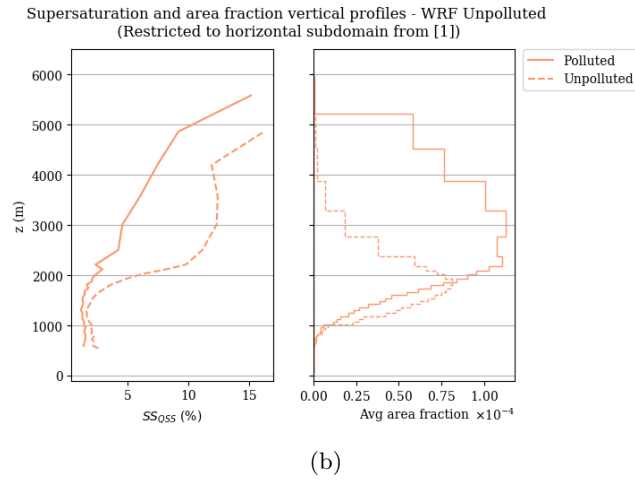 Supersaturation and area fraction vertical profiles - WRF Unpolluted
(Restricted to horizontal subdomain from [1])
Polluted
Unpolluted
6000
5000
4000
3000
2000
1000
0
z (m)
5 10 15
0.00 0.25 0.50 0.75 1.00
SS_QSS (%)
Avg area fraction ×10⁻⁴
(b)